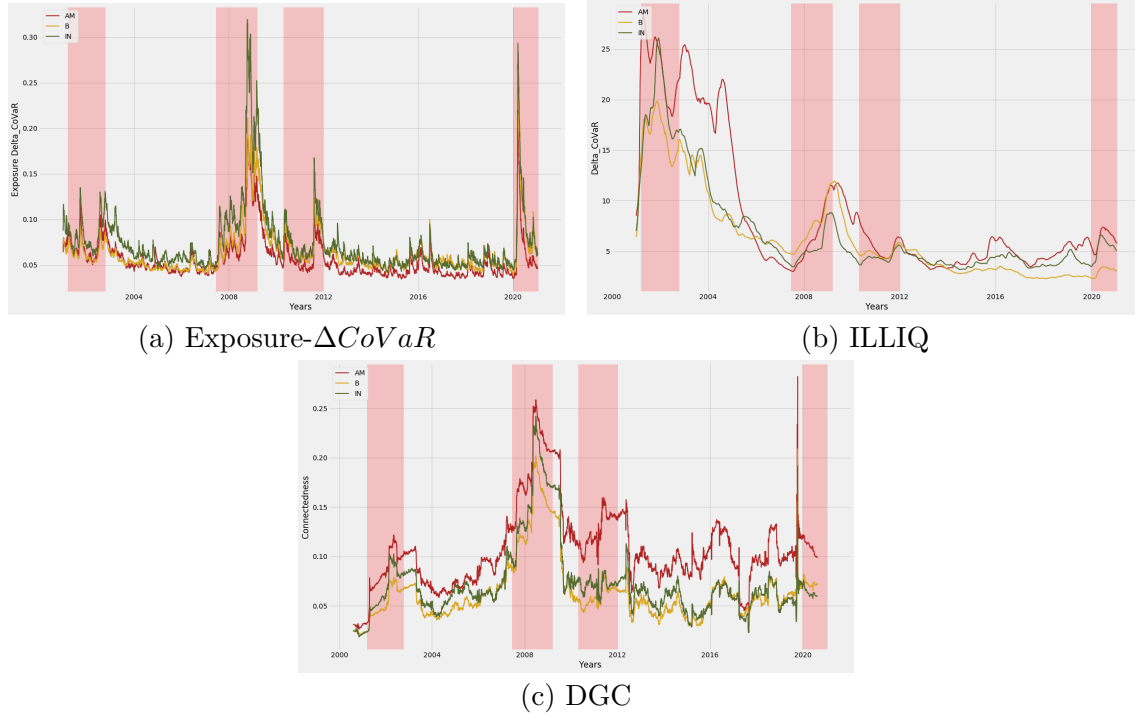 AM
B
IN
0.30
0.25
0.20
0.15
0.10
0.05
Exposure Delta_CoVaR
2004
2008
2012
2016
2020
Years
(a) Exposure-ΔCoVaR
AM
B
IN
25
20
15
10
5
Delta_CoVaR
2000
2004
2008
2012
2016
2020
Years
(b) ILLIQ
AM
B
IN
0.25
0.20
0.15
0.10
0.05
Connectedness
2000
2004
2008
2012
2016
2020
Years
(c) DGC